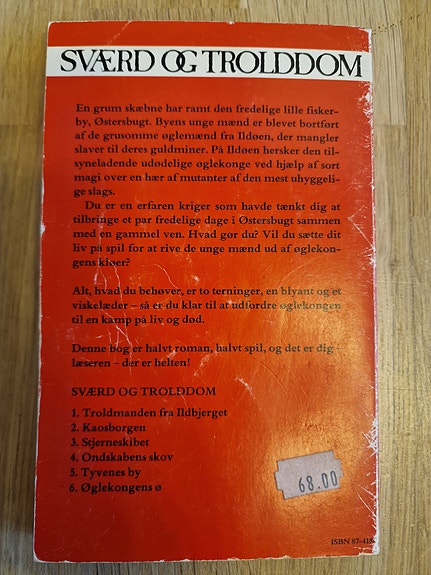 SVÆRD OG TROLDDOM
En grum skæbne har ramt den fredelige lille fisker-
by, Østersbugt. Byens unge mænd er blevet bortført
af de grusomme øglemænd fra Ildøen, der mangler
slaver til deres guldminer. På Ildøen hersker den til-
syneladende udødelige øglekonge ved hjælp af sort
magi over en hær af mutanter af den mest uhyggeli-
ge slags.
Du er en erfaren kriger som havde tænkt dig at
tilbringe et par fredelige dage i Østersbugt sammen
med en gammel ven. Hvad gør du? Vil du sætte dit
liv på spil for at rive de unge mænd ud af øglekon-
gens kløer?
Alt, hvad du behøver, er to terninger, en blyant og et
viskelæder – så er du klar til at udfordre øglekongen
til en kamp på liv og død.
Denne bog er halvt roman, halvt spil, og det er dig –
læseren – der er helten!
SVÆRD OG TROLDDOM
1. Troldmanden fra Ildbjerget
2. Kaosborgen
3. Stjerneskibet
4. Ondskabens skov
5. Tyvenes by
6. Øglekongens ø
68.00
ISBN 87-418